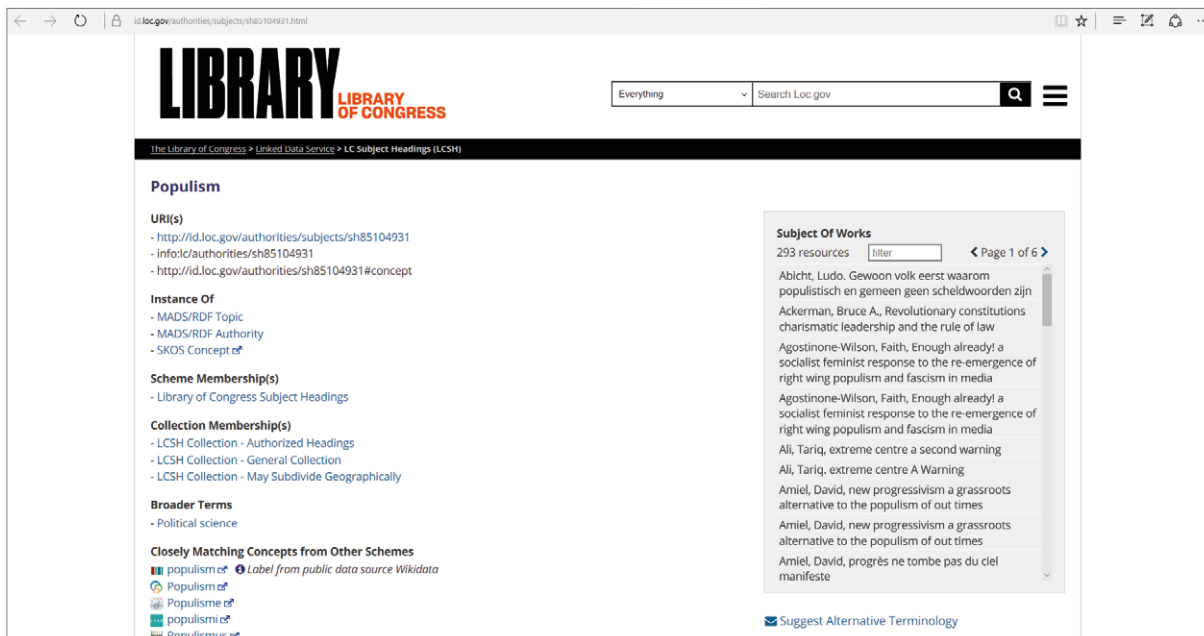 id.loc.gov/authorities/subjects/sh85104931.html
LIBRARY
LIBRARY
OF CONGRESS
Everything
Search Loc.gov
The Library of Congress > Linked Data Service > LC Subject Headings (LCSH)
Populism
URI(s)
- http://id.loc.gov/authorities/subjects/sh85104931
- info:lc/authorities/sh85104931
- http://id.loc.gov/authorities/sh85104931#concept
Instance Of
- MADS/RDF Topic
- MADS/RDF Authority
- SKOS Concept
Scheme Membership(s)
- Library of Congress Subject Headings
Collection Membership(s)
- LCSH Collection - Authorized Headings
- LCSH Collection - General Collection
- LCSH Collection - May Subdivide Geographically
Broader Terms
- Political science
Closely Matching Concepts from Other Schemes
populism Label from public data source Wikidata
Populism
Populisme
populismi
Populismus
Subject Of Works
293 resources filter Page 1 of 6
Abicht, Ludo. Gewoon volk eerst waarom
populistisch en gemeen geen scheldwoorden zijn
Ackerman, Bruce A., Revolutionary constitutions
charismatic leadership and the rule of law
Agostinone-Wilson, Faith, Enough already! a
socialist feminist response to the re-emergence of
right wing populism and fascism in media
Agostinone-Wilson, Faith, Enough already! a
socialist feminist response to the re-emergence of
right wing populism and fascism in media
Ali, Tariq, extreme centre a second warning
Ali, Tariq. extreme centre A Warning
Amiel, David, new progressivism a grassroots
alternative to the populism of out times
Amiel, David, new progressivism a grassroots
alternative to the populism of out times
Amiel, David, progrès ne tombe pas du ciel
manifeste
Suggest Alternative Terminology